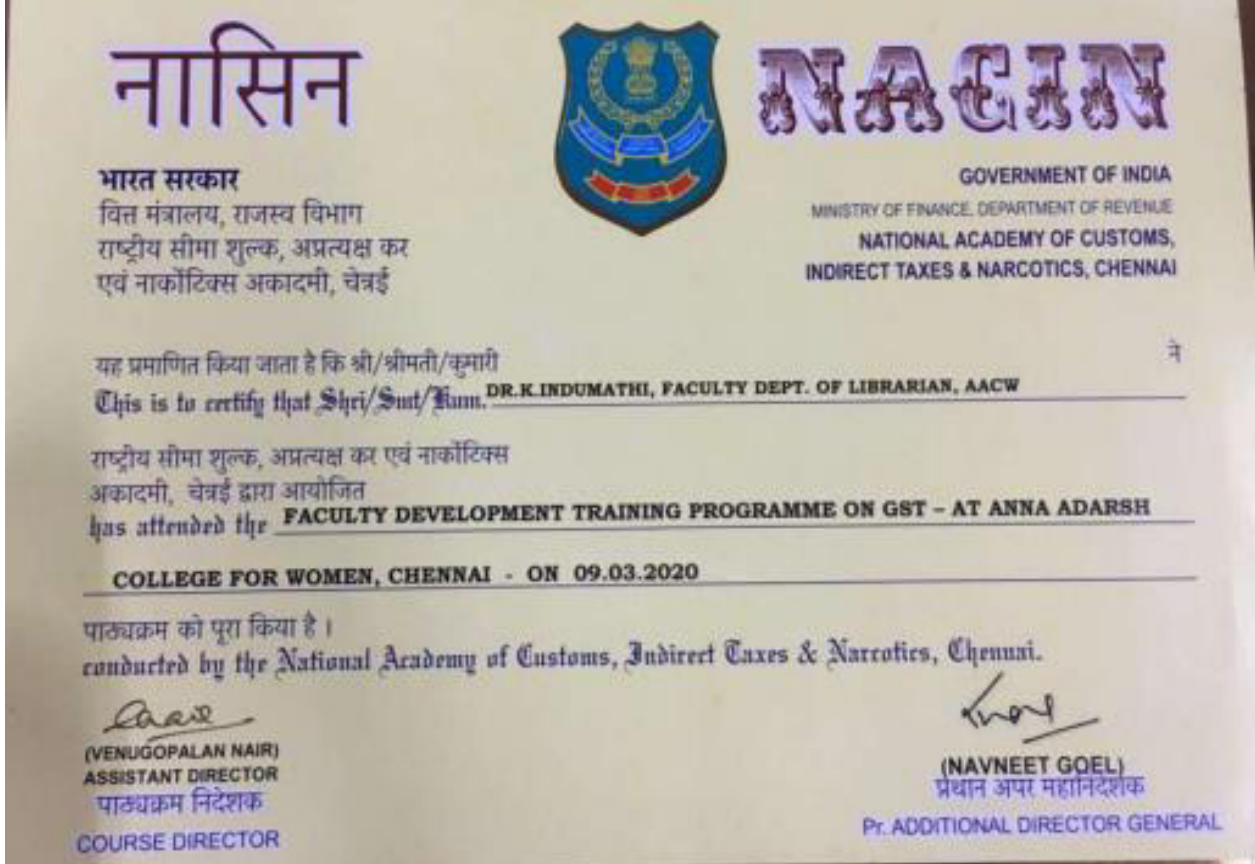 नासिन
NACIN
भारत सरकार
वित्त मंत्रालय, राजस्व विभाग
राष्ट्रीय सीमा शुल्क, अप्रत्यक्ष कर
एवं नार्कोटिक्स अकादमी, चेन्नई
GOVERNMENT OF INDIA
MINISTRY OF FINANCE, DEPARTMENT OF REVENUE
NATIONAL ACADEMY OF CUSTOMS,
INDIRECT TAXES & NARCOTICS, CHENNAI
यह प्रमाणित किया जाता है कि श्री/श्रीमती/कुमारी ने
This is to certify that Shri/Smt/Kum. DR.K.INDUMATHI, FACULTY DEPT. OF LIBRARIAN, AACW
राष्ट्रीय सीमा शुल्क, अप्रत्यक्ष कर एवं नार्कोटिक्स
अकादमी, चेन्नई द्वारा आयोजित
has attended the FACULTY DEVELOPMENT TRAINING PROGRAMME ON GST – AT ANNA ADARSH
COLLEGE FOR WOMEN, CHENNAI - ON 09.03.2020
पाठ्यक्रम को पूरा किया है ।
conducted by the National Academy of Customs, Indirect Taxes & Narcotics, Chennai.
(VENUGOPALAN NAIR)
ASSISTANT DIRECTOR
पाठ्यक्रम निदेशक
COURSE DIRECTOR
(NAVNEET GOEL)
प्रधान अपर महानिदेशक
Pr. ADDITIONAL DIRECTOR GENERAL